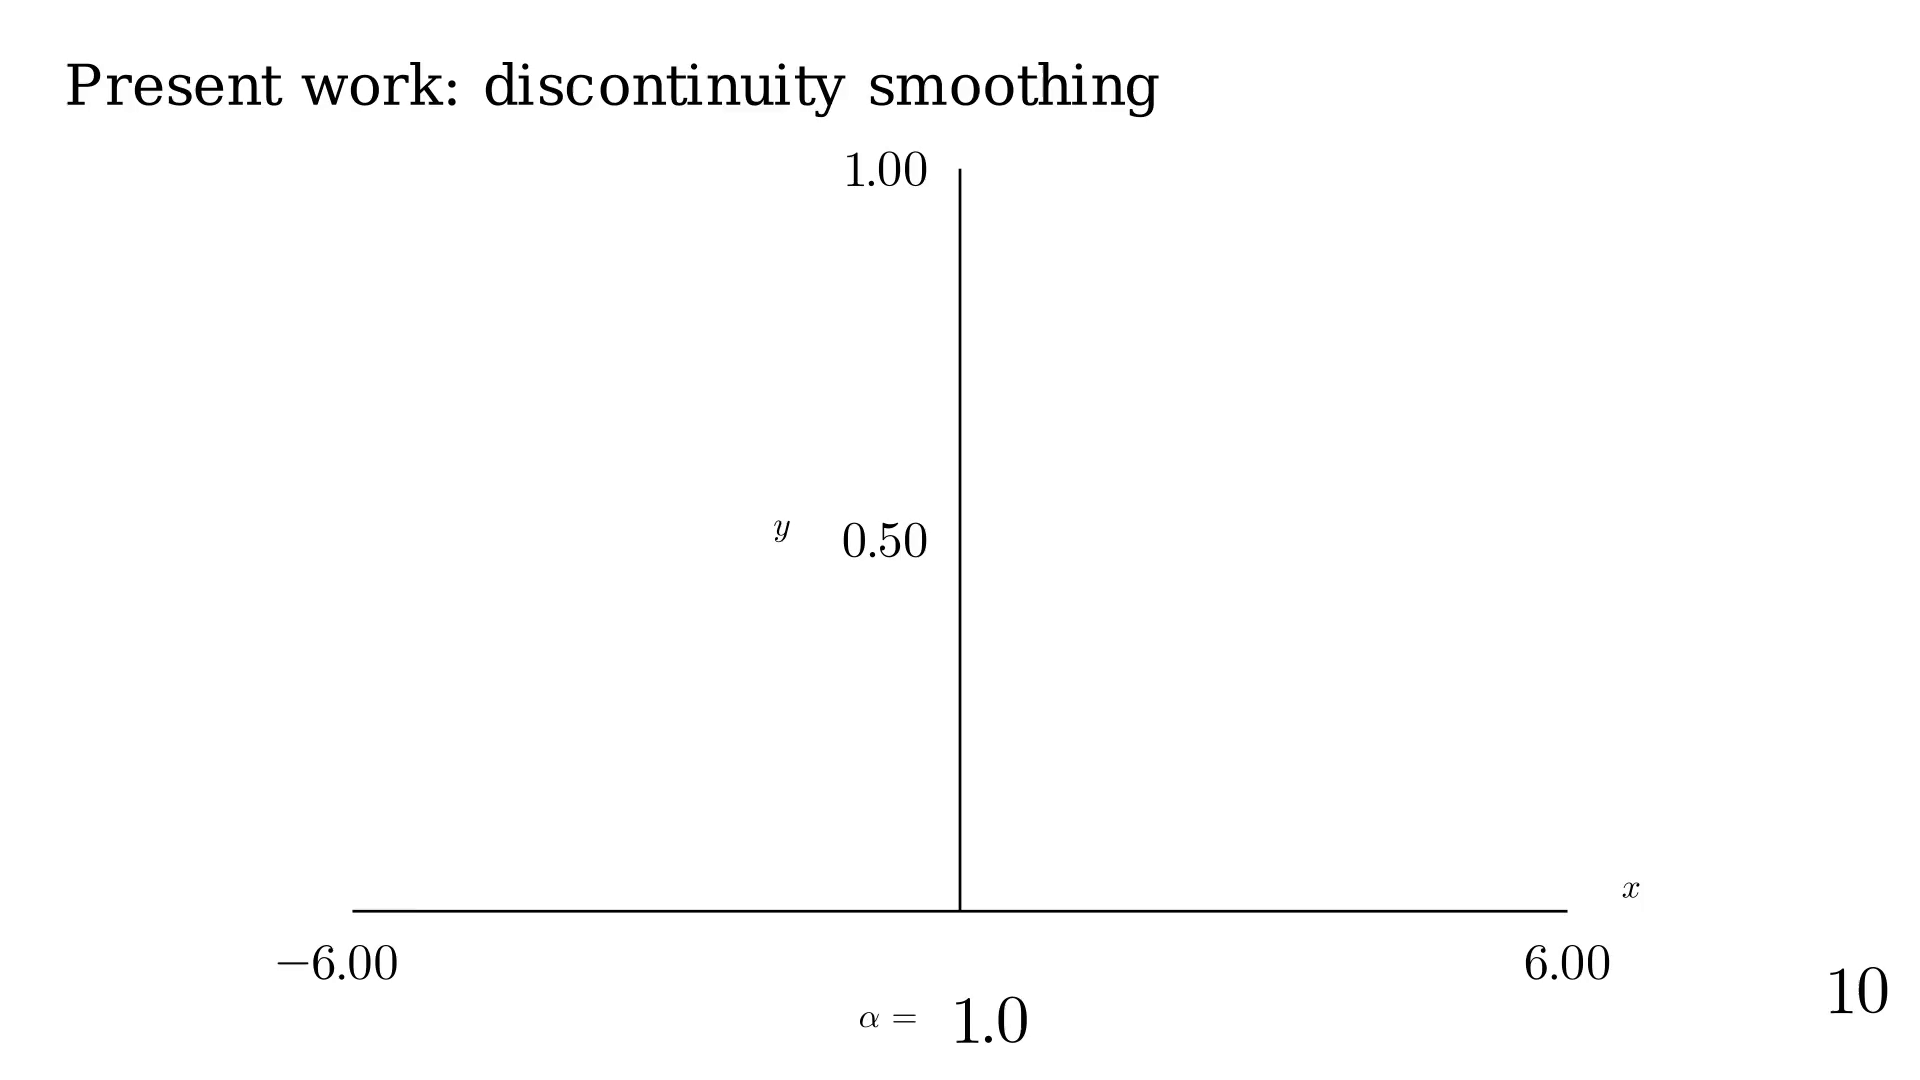 Present work: discontinuity smoothing
1.00
y 0.50
x
−6.00 6.00
10
α = 1.0